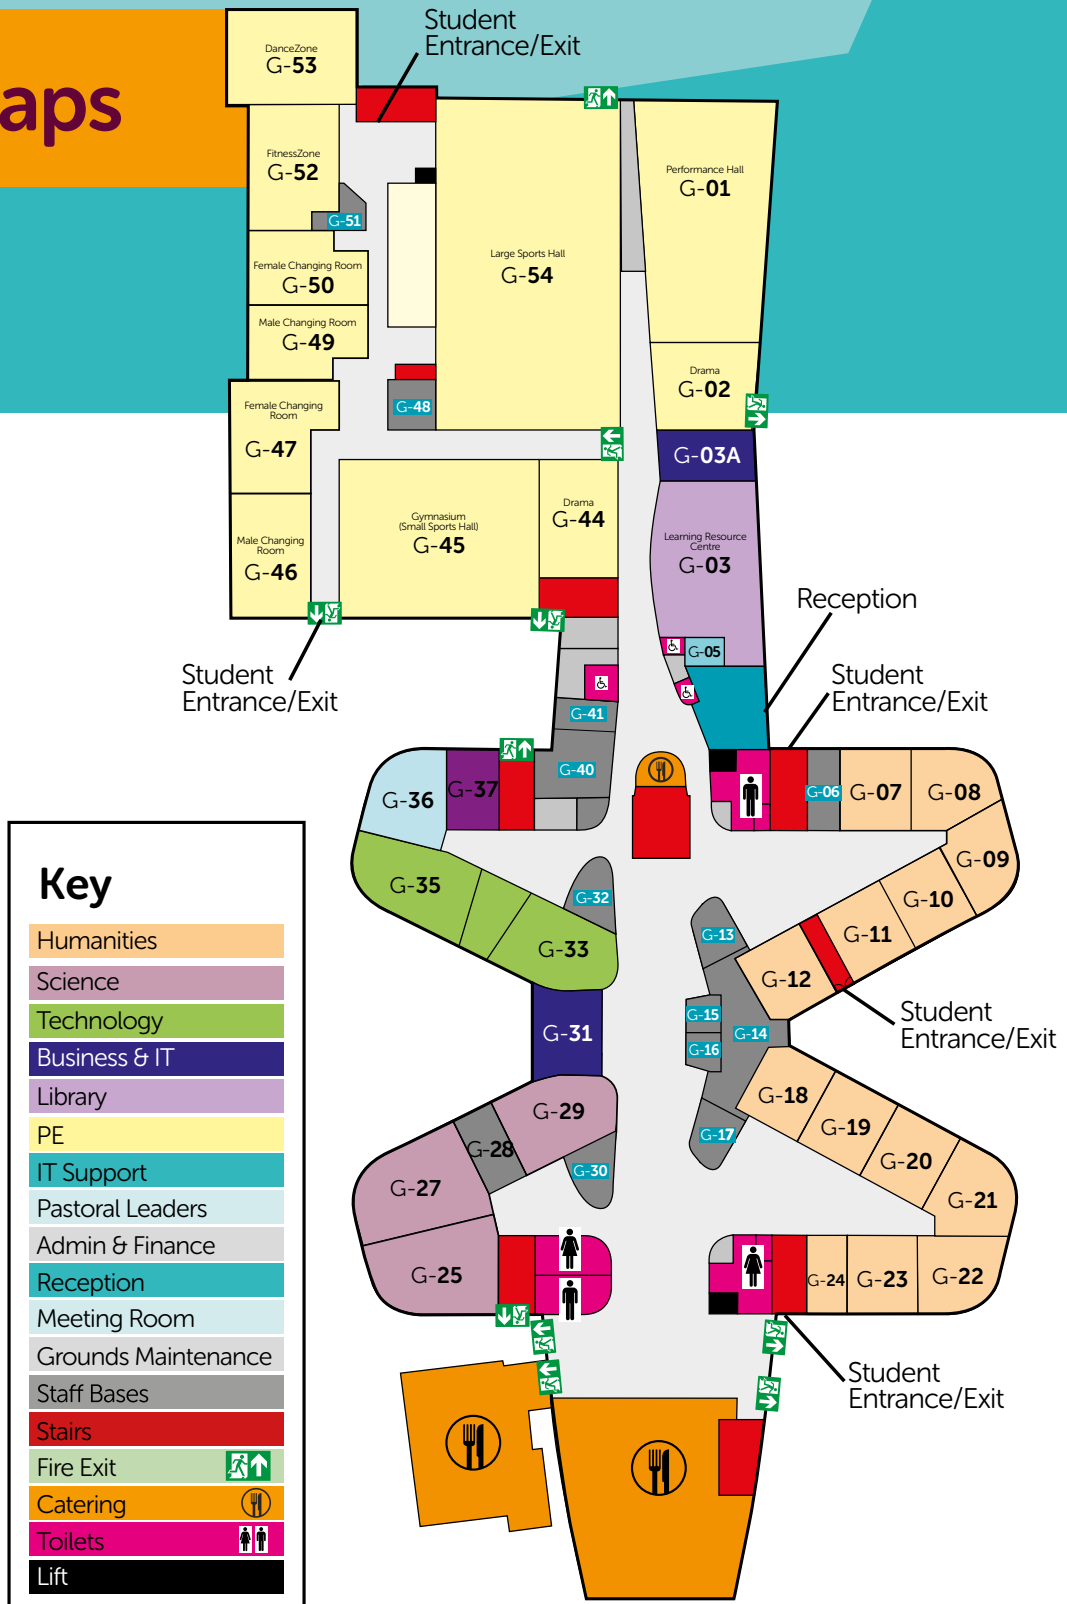 aps
Student
Entrance/Exit
DanceZone
G-53
FitnessZone
G-52
G-51
Performance Hall
G-01
Large Sports Hall
G-54
Female Changing Room
G-50
Male Changing Room
G-49
Drama
G-02
Female Changing
Room
G-47
G-48
G-03A
Gymnasium
(Small Sports Hall)
G-45
Drama
G-44
Learning Resource
Centre
G-03
Male Changing
Room
G-46
Reception
G-05
Student
Entrance/Exit
Student
Entrance/Exit
G-41
G-40
G-37
G-36
G-06
G-07
G-08
G-09
G-10
G-11
G-12
G-35
G-33
G-32
G-13
G-15
G-14
G-16
G-17
Student
Entrance/Exit
G-31
G-29
G-28
G-30
G-27
G-25
G-18
G-19
G-20
G-21
G-24
G-23
G-22
Student
Entrance/Exit
Key
Humanities
Science
Technology
Business & IT
Library
PE
IT Support
Pastoral Leaders
Admin & Finance
Reception
Meeting Room
Grounds Maintenance
Staff Bases
Stairs
Fire Exit
Catering
Toilets
Lift